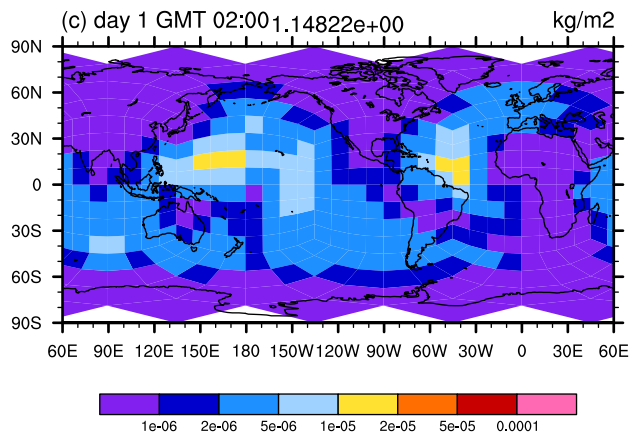 (c) day 1 GMT 02:00 1.14822e+00 kg/m2
90N
60N
30N
0
30S
60S
90S
60E 90E 120E 150E 180 150W 120W 90W 60W 30W 0 30E 60E
1e-06 2e-06 5e-06 1e-05 2e-05 5e-05 0.0001